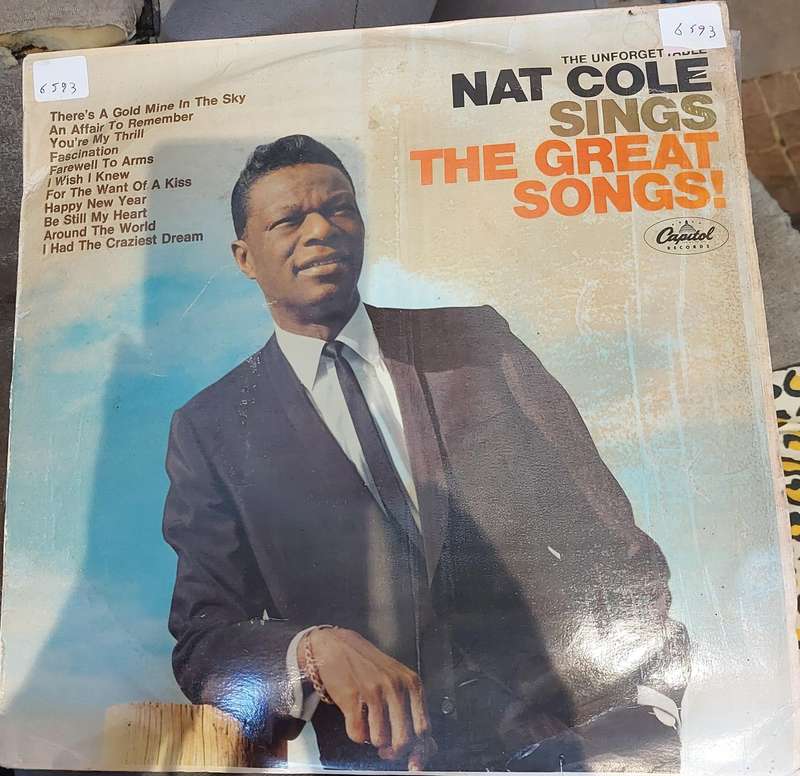 6593
6593
There's A Gold Mine In The Sky
An Affair To Remember
You're My Thrill
Fascination
Farewell To Arms
I Wish I Knew
For The Want Of A Kiss
Happy New Year
Be Still My Heart
Around The World
I Had The Craziest Dream
THE UNFORGETTABLE
NAT COLE
SINGS
THE GREAT
SONGS!
Capitol
RECORDS